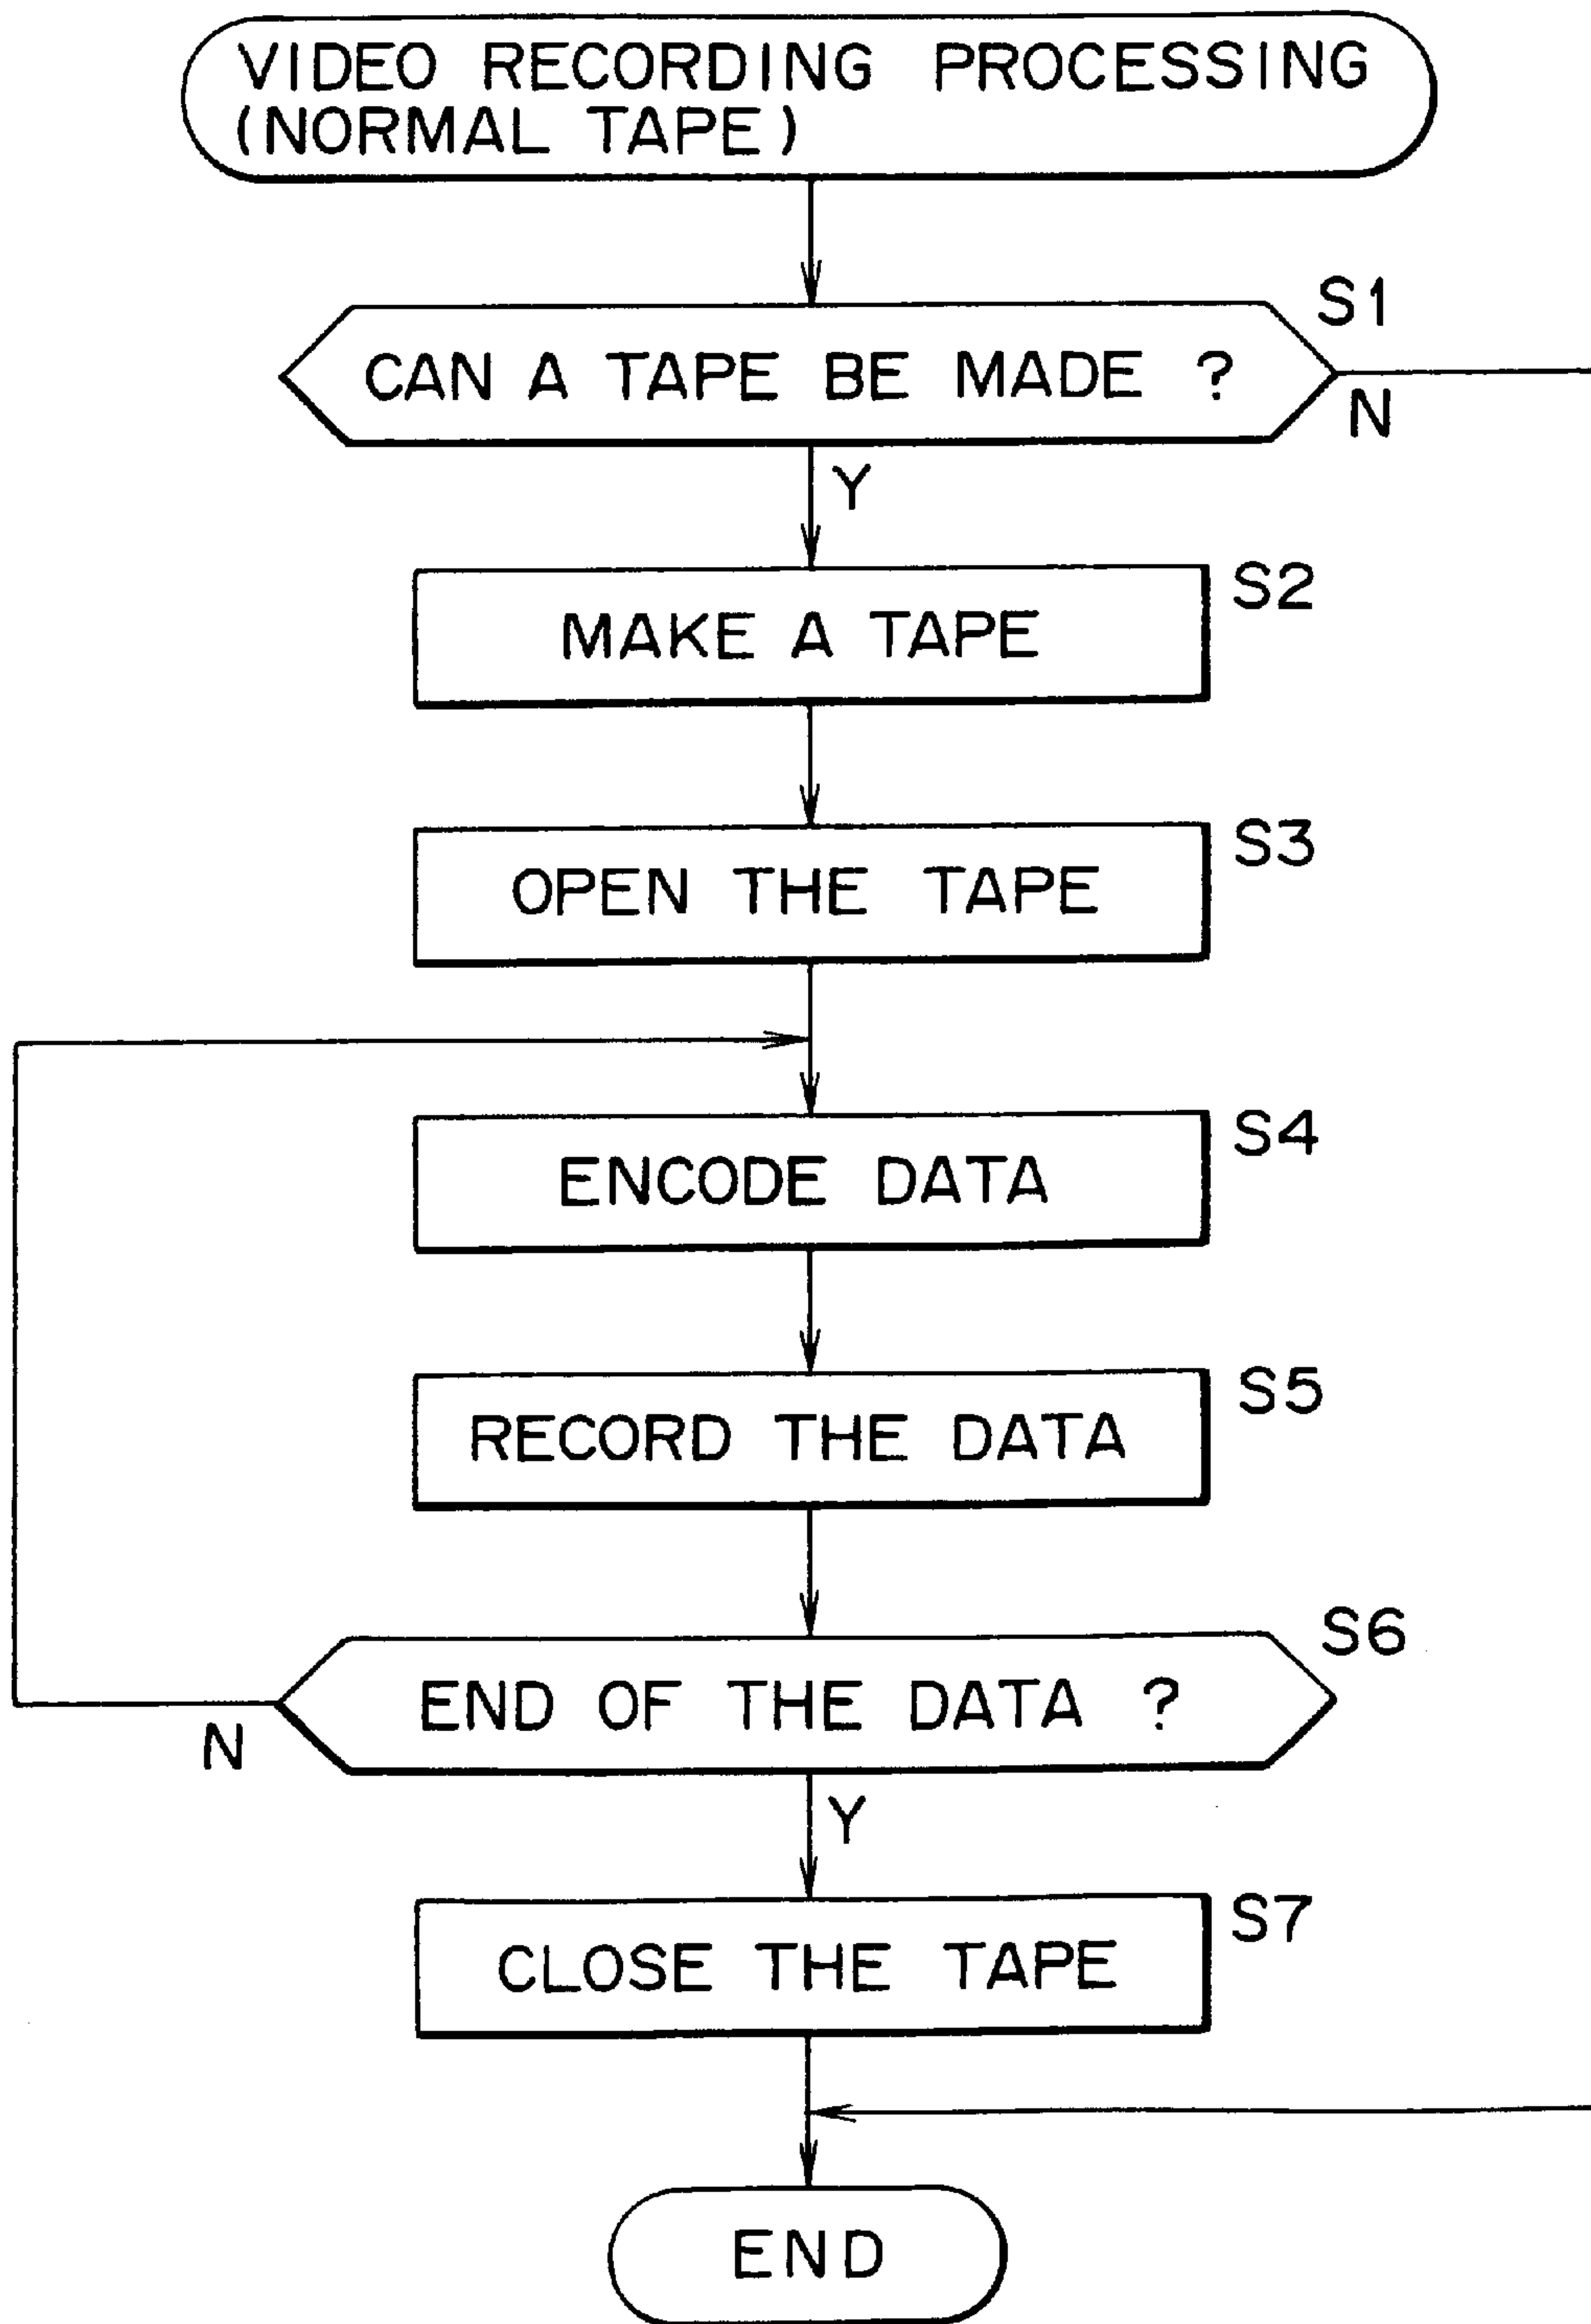 VIDEO RECORDING PROCESSING
(NORMAL TAPE)
S1
CAN A TAPE BE MADE ?
N
Y
S2
MAKE A TAPE
S3
OPEN THE TAPE
S4
ENCODE DATA
S5
RECORD THE DATA
S6
END OF THE DATA ?
N
Y
S7
CLOSE THE TAPE
END